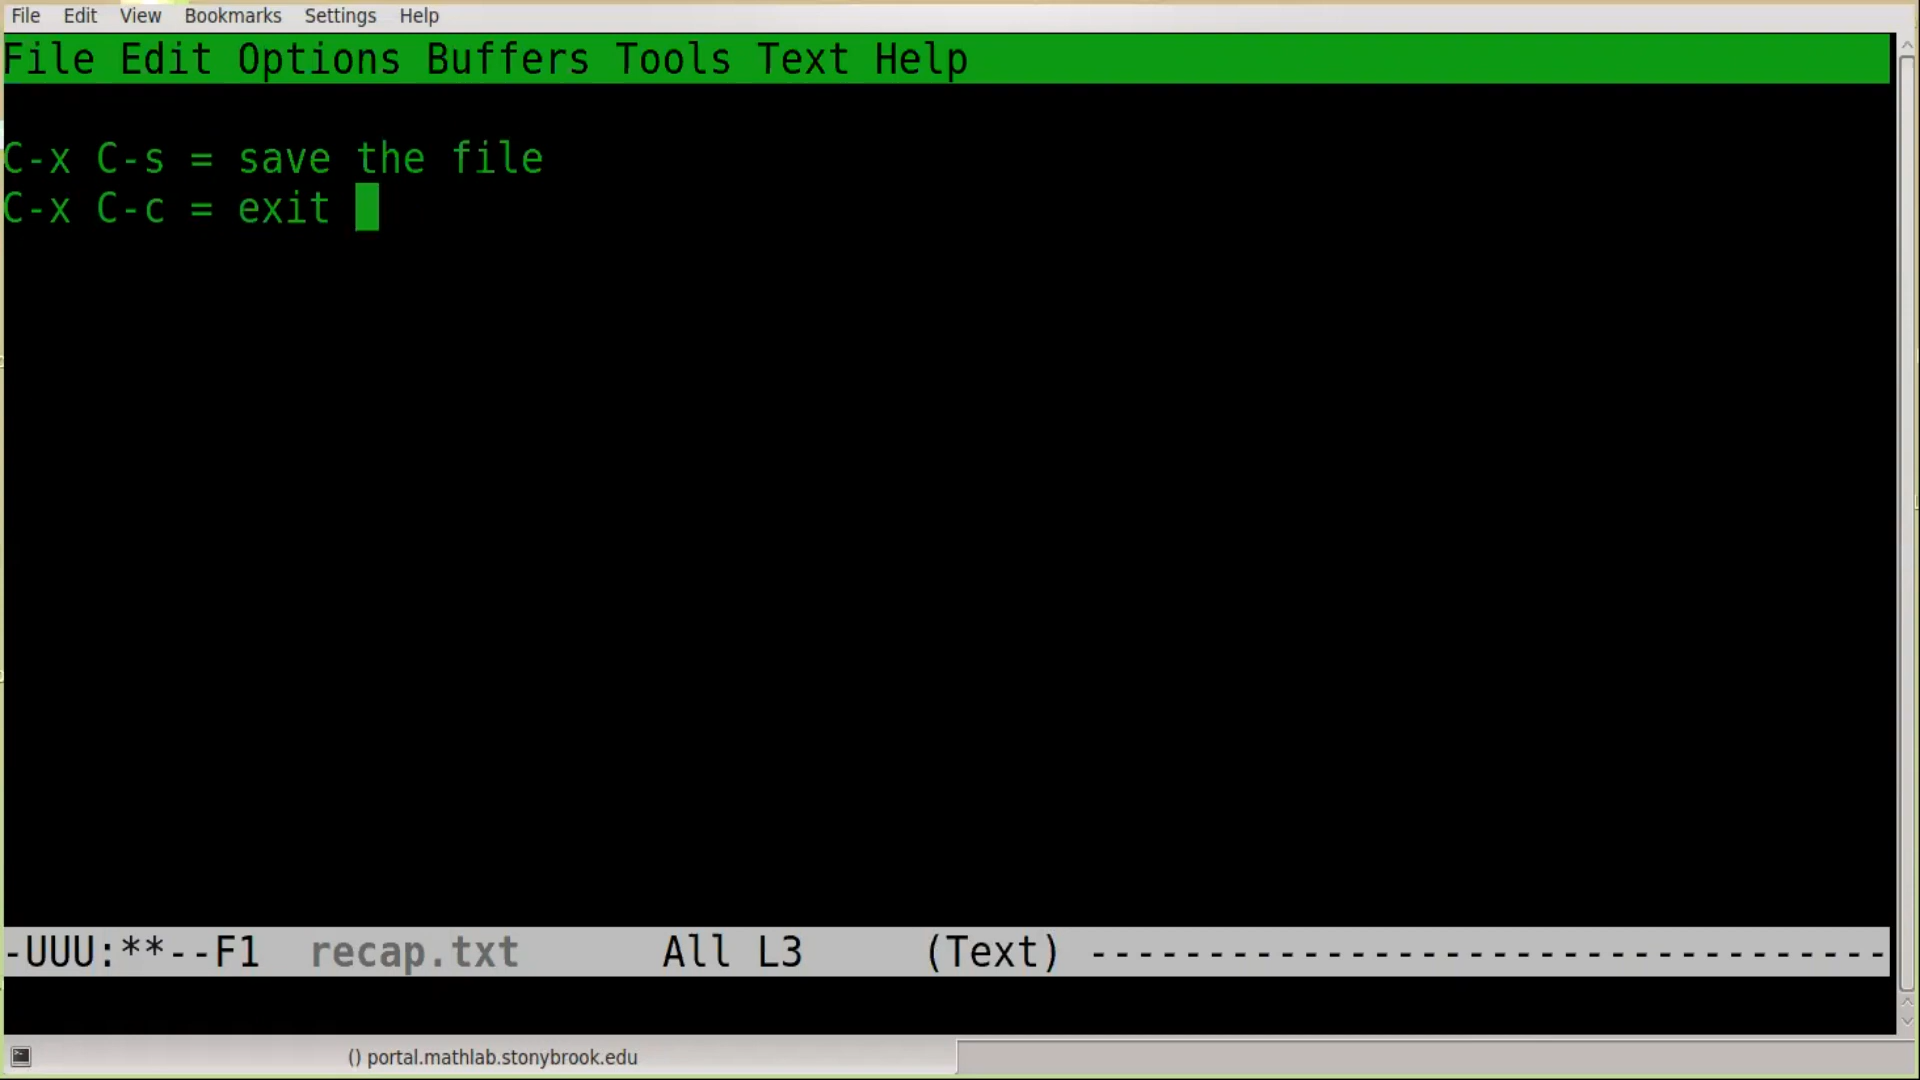 File Edit View Bookmarks Settings Help
File Edit Options Buffers Tools Text Help
C-x C-s = save the file
C-x C-c = exit
-UUU:**--F1 recap.txt All L3 (Text) ----------------------------------
() portal.mathlab.stonybrook.edu